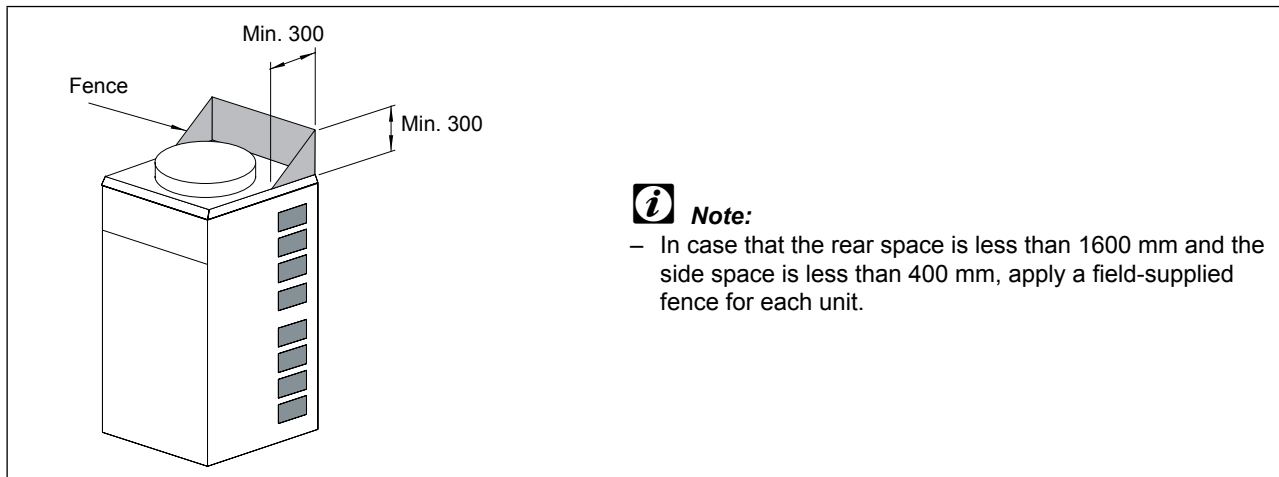 Min. 300
Fence
Min. 300
i Note:
– In case that the rear space is less than 1600 mm and the
side space is less than 400 mm, apply a field-supplied
fence for each unit.